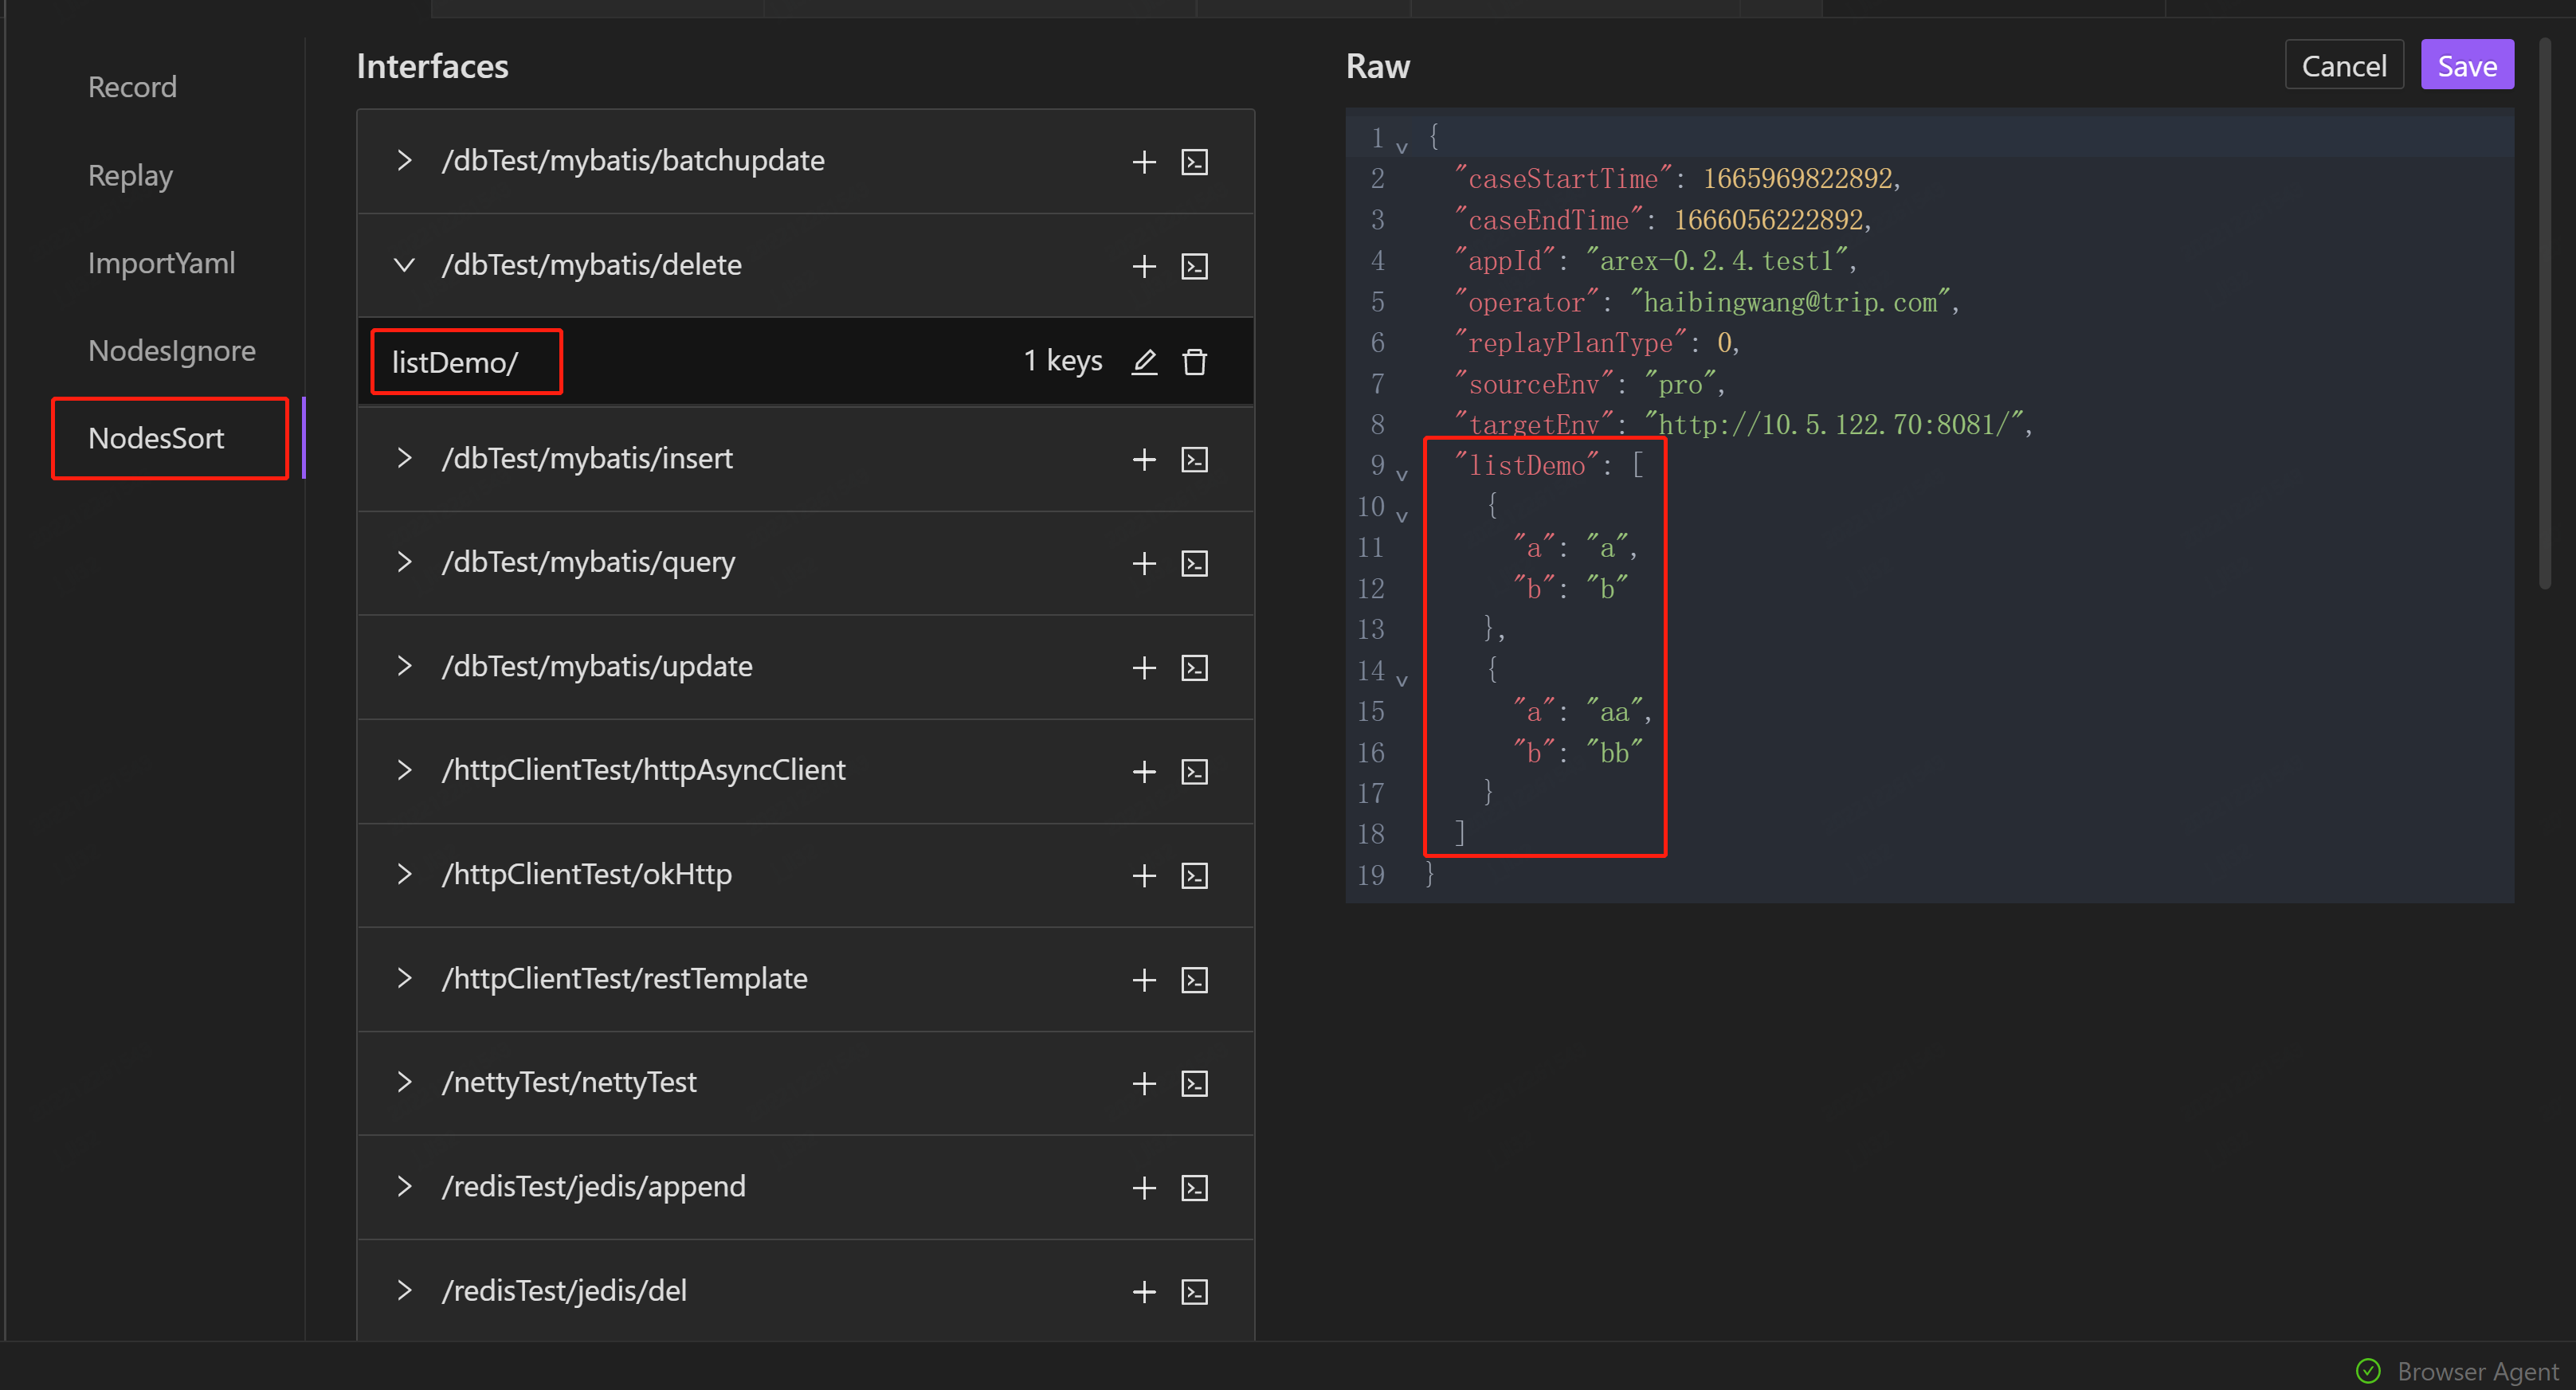 Record
Replay
ImportYaml
NodesIgnore
NodesSort
Interfaces
/dbTest/mybatis/batchupdate
/dbTest/mybatis/delete
listDemo/ 1 keys
/dbTest/mybatis/insert
/dbTest/mybatis/query
/dbTest/mybatis/update
/httpClientTest/httpAsyncClient
/httpClientTest/okHttp
/httpClientTest/restTemplate
/nettyTest/nettyTest
/redisTest/jedis/append
/redisTest/jedis/del
Raw Cancel Save
1 {
2 "caseStartTime": 1665969822892,
3 "caseEndTime": 1666056222892,
4 "appId": "arex-0.2.4.test1",
5 "operator": "haibingwang@trip.com",
6 "replayPlanType": 0,
7 "sourceEnv": "pro",
8 "targetEnv": "http://10.5.122.70:8081/",
9 "listDemo": [
10 {
11 "a": "a",
12 "b": "b"
13 },
14 {
15 "a": "aa",
16 "b": "bb"
17 }
18 ]
19 }
Browser Agent